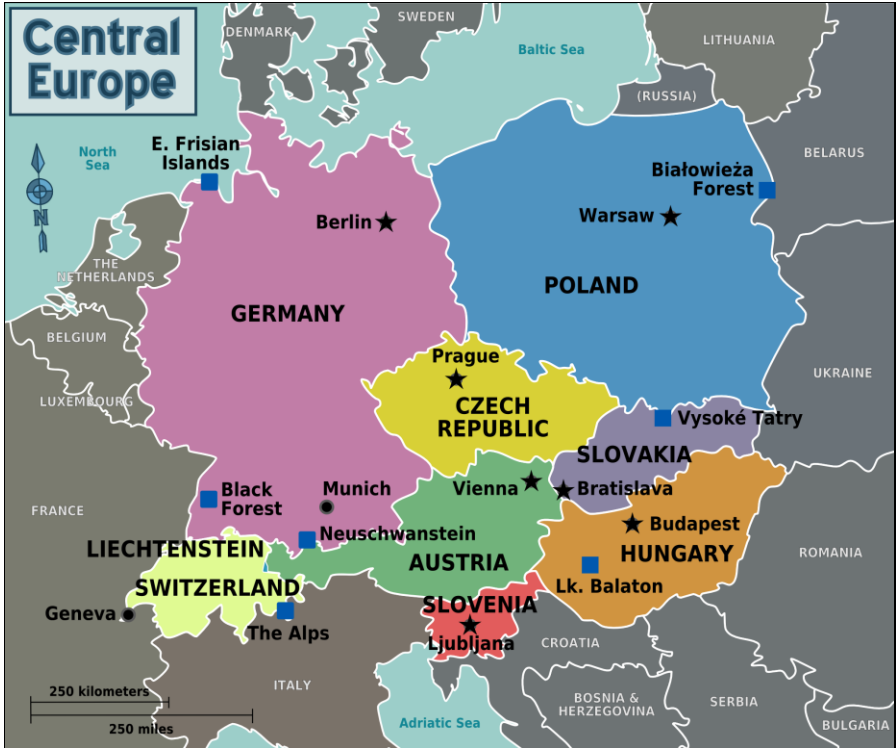 Central
Europe
DENMARK
SWEDEN
Baltic Sea
LITHUANIA
(RUSSIA)
North
Sea
E. Frisian
Islands
N
Białowieża
Forest
BELARUS
Berlin
Warsaw
THE
NETHERLANDS
GERMANY
POLAND
BELGIUM
Prague
UKRAINE
LUXEMBOURG
CZECH
REPUBLIC
Vysoké Tatry
SLOVAKIA
Black
Forest
Munich
Vienna
Bratislava
FRANCE
Neuschwanstein
Budapest
LIECHTENSTEIN
AUSTRIA
HUNGARY
ROMANIA
SWITZERLAND
Lk. Balaton
SLOVENIA
Geneva
The Alps
Ljubljana
CROATIA
ITALY
250 kilometers
250 miles
Adriatic Sea
BOSNIA &
HERZEGOVINA
SERBIA
BULGARIA